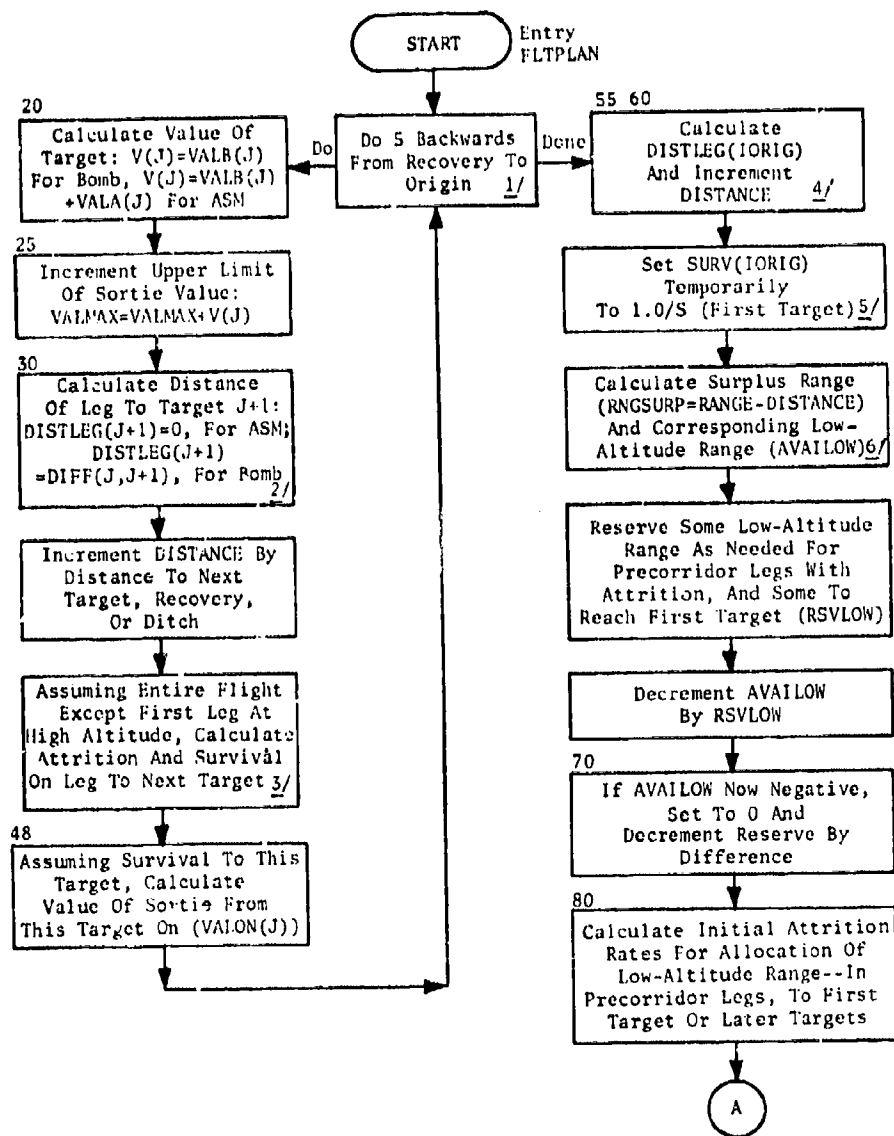 START
Entry
FLTPLAN
Do 5 Backwards
From Recovery To
Origin 1/
Do
Done
20
Calculate Value Of
Target: V(J)=VALB(J)
For Bomb, V(J)=VALB(J)
+VALA(J) For ASM
25
Increment Upper Limit
Of Sortie Value:
VALMAX=VALMAX+V(J)
30
Calculate Distance
Of Leg To Target J+1:
DISTLEG(J+1)=0, For ASM;
DISTLEG(J+1)
=DIFF(J,J+1), For Bomb
2/
Increment DISTANCE By
Distance To Next
Target, Recovery,
Or Ditch
Assuming Entire Flight
Except First Leg At
High Altitude, Calculate
Attrition And Survival
On Leg To Next Target 3/
48
Assuming Survival To This
Target, Calculate
Value Of Sortie From
This Target On (VALON(J))
55 60
Calculate
DISTLEG(IORIG)
And Increment
DISTANCE 4/
Set SURV(IORIG)
Temporarily
To 1.0/S (First Target) 5/
Calculate Surplus Range
(RNGSURP=RANGE-DISTANCE)
And Corresponding Low-
Altitude Range (AVAILOW) 6/
Reserve Some Low-Altitude
Range As Needed For
Precorridor Legs With
Attrition, And Some To
Reach First Target (RSVLOW)
Decrement AVAILOW
By RSVLOW
70
If AVAILOW Now Negative,
Set To 0 And
Decrement Reserve By
Difference
80
Calculate Initial Attrition
Rates For Allocation Of
Low-Altitude Range--In
Precorridor Legs, To First
Target Or Later Targets
A